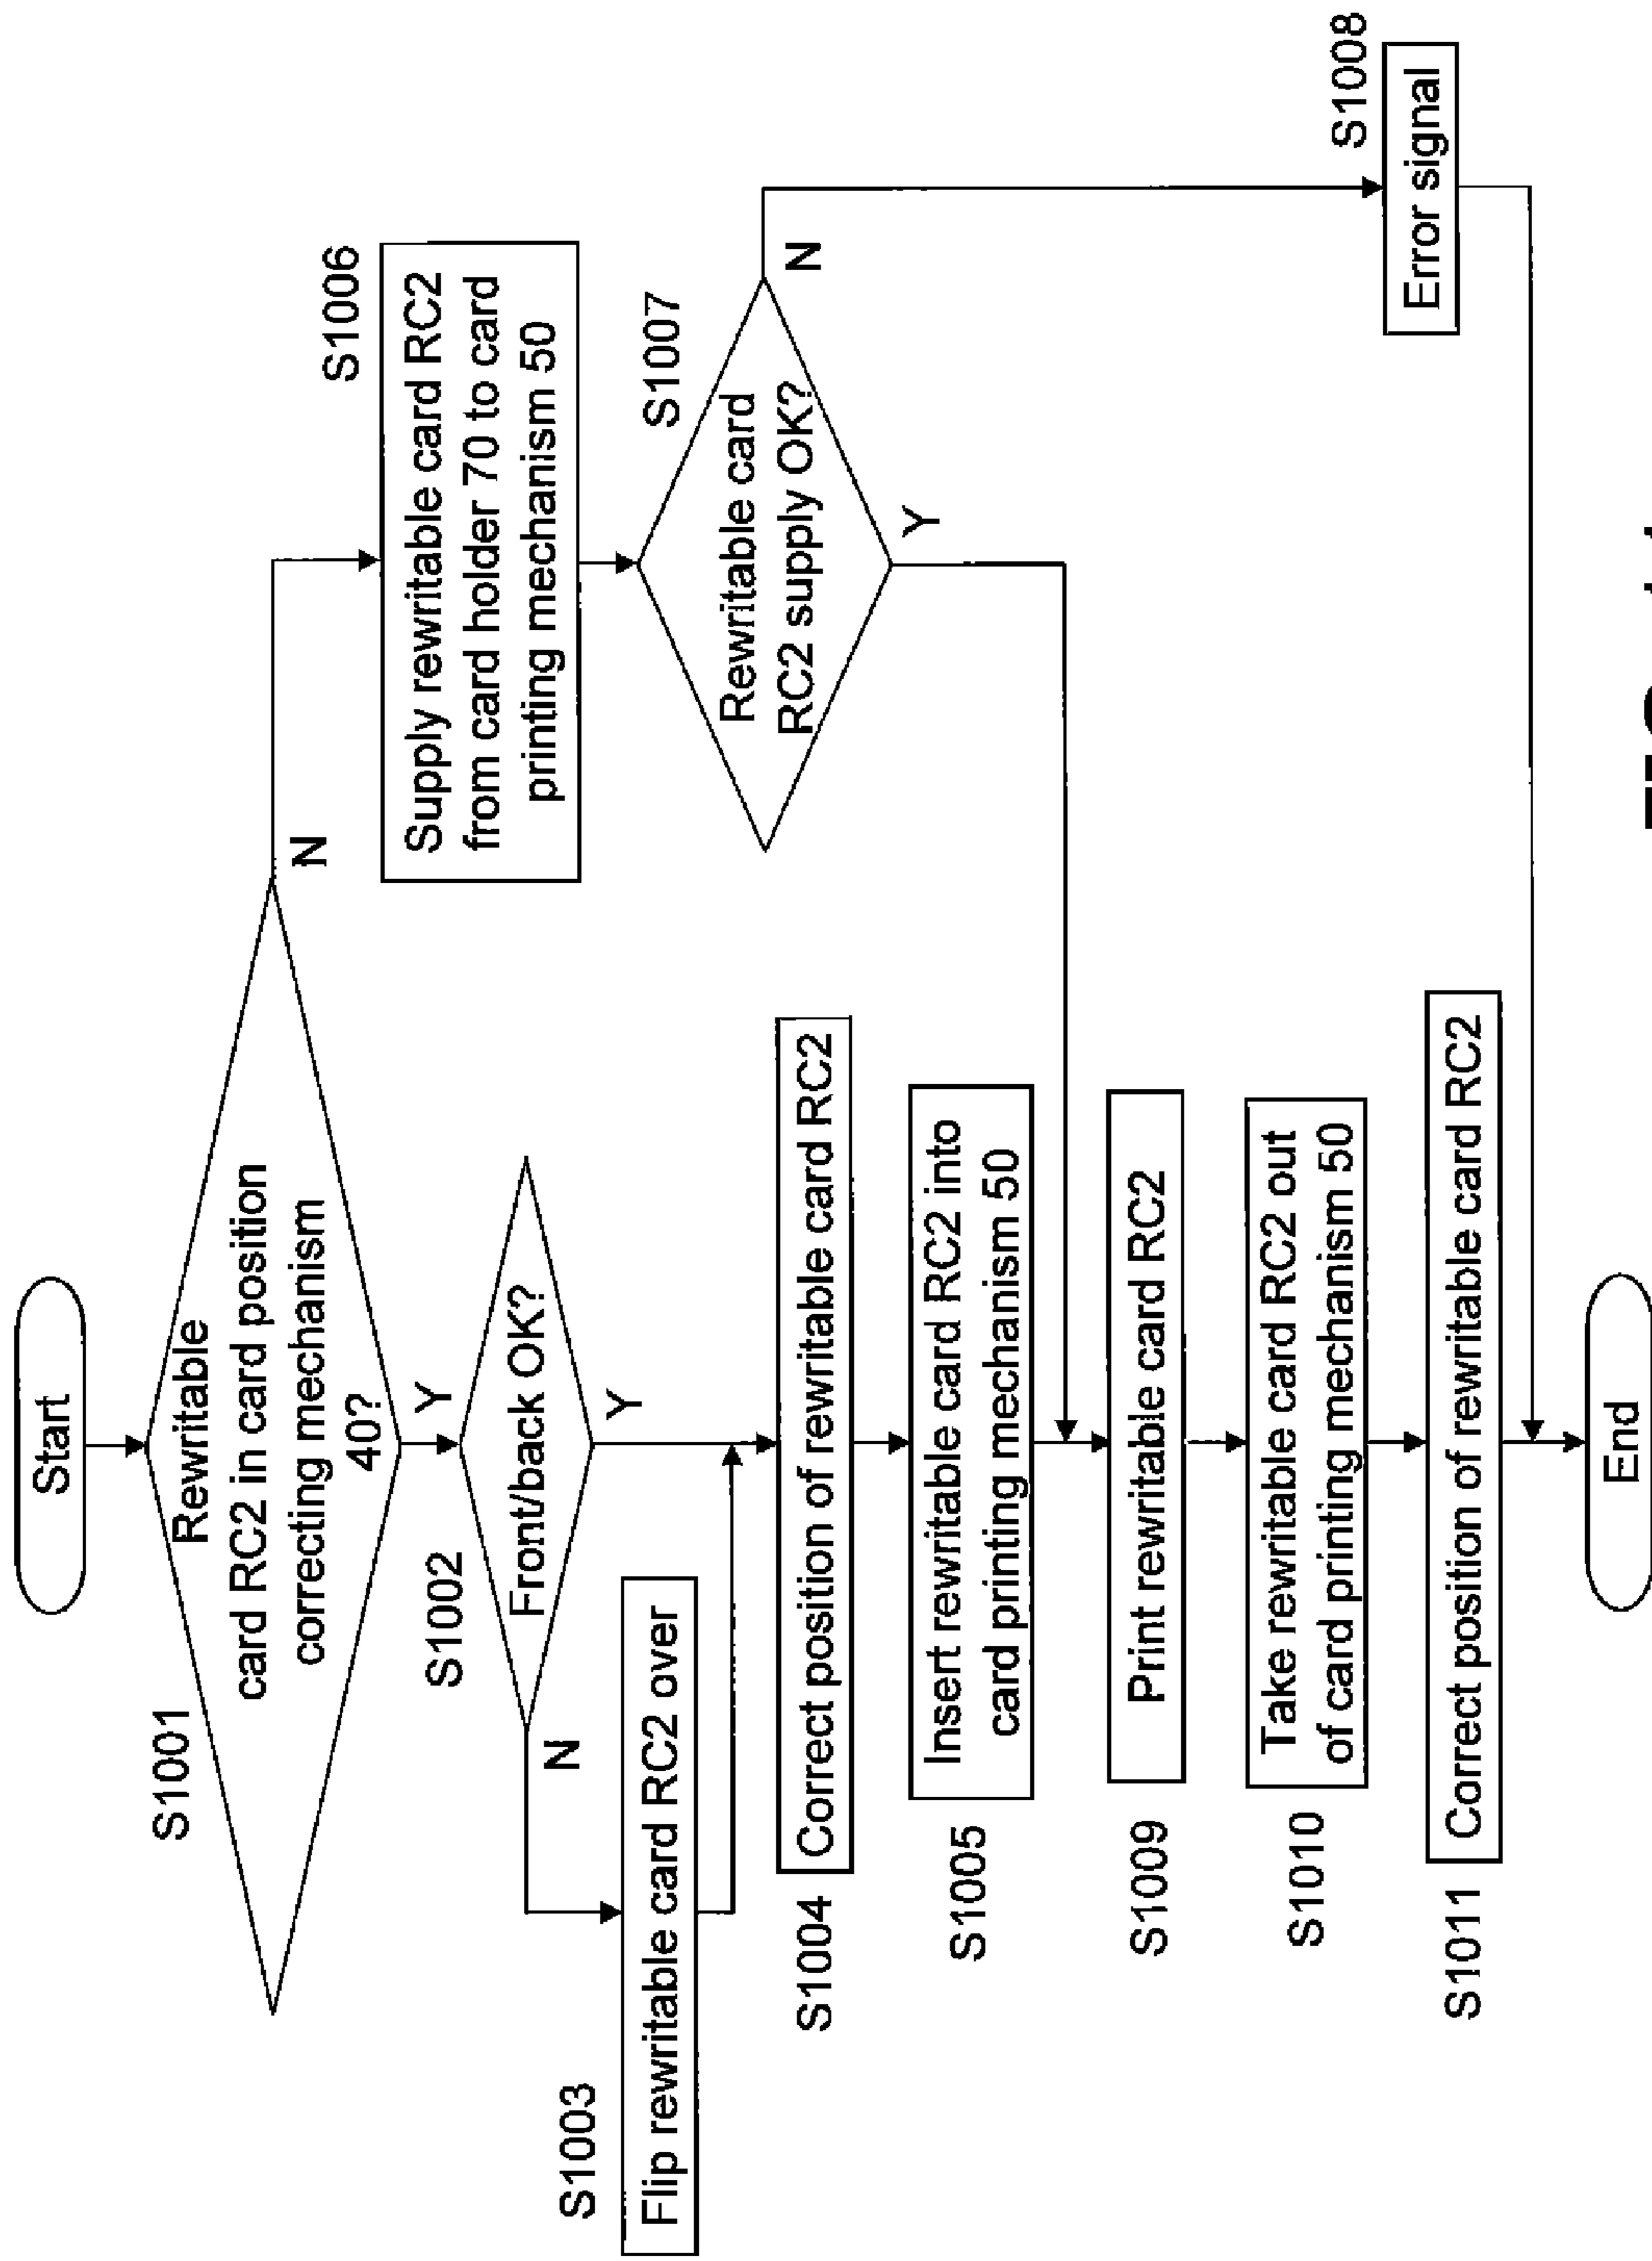 Start
S1001
Rewritable
card RC2 in card position
correcting mechanism
40?
N
Y
S1002
Front/back OK?
N
Y
S1003
Flip rewritable card RC2 over
S1004
Correct position of rewritable card RC2
S1005
Insert rewritable card RC2 into
card printing mechanism 50
S1006
Supply rewritable card RC2
from card holder 70 to card
printing mechanism 50
S1007
Rewritable card
RC2 supply OK?
N
Y
S1008
Error signal
S1009
Print rewritable card RC2
S1010
Take rewritable card RC2 out
of card printing mechanism 50
S1011
Correct position of rewritable card RC2
End